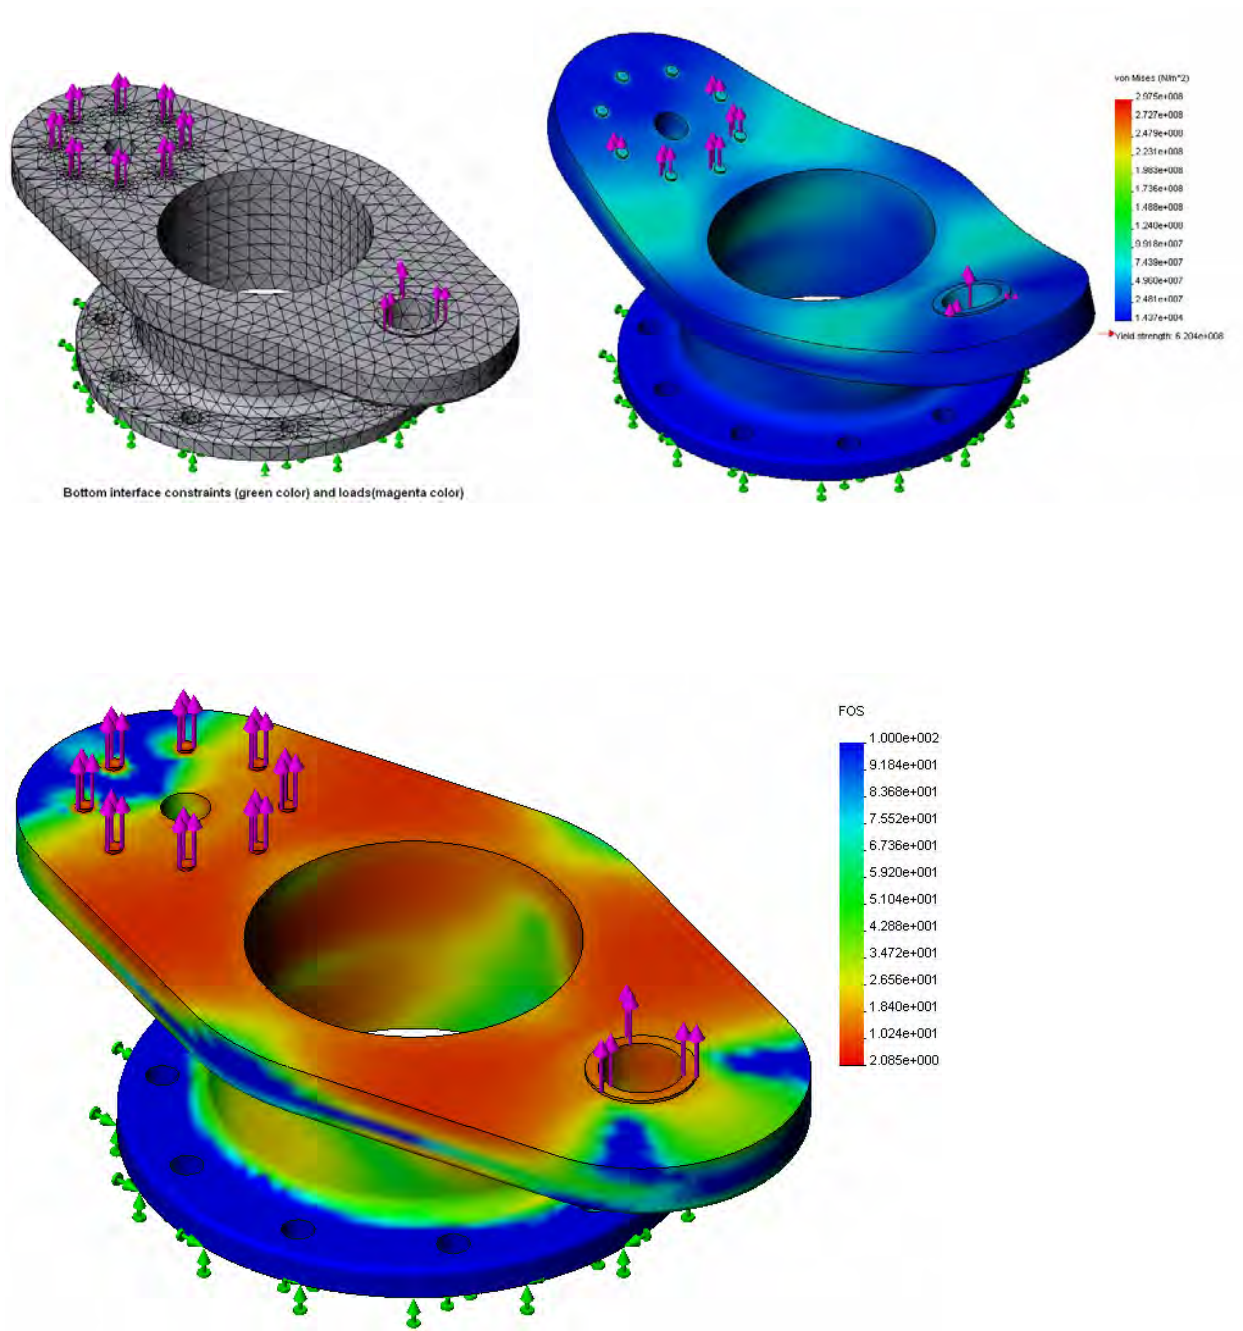 von Mises (N/m^2)
2.975e+008
2.727e+008
2.479e+008
2.231e+008
1.983e+008
1.736e+008
1.488e+008
1.240e+008
9.918e+007
7.439e+007
4.960e+007
2.481e+007
1.437e+004
Yield strength: 6.204e+008
Bottom interface constraints (green color) and loads(magenta color)
FOS
1.000e+002
9.184e+001
8.368e+001
7.552e+001
6.736e+001
5.920e+001
5.104e+001
4.288e+001
3.472e+001
2.656e+001
1.840e+001
1.024e+001
2.085e+000